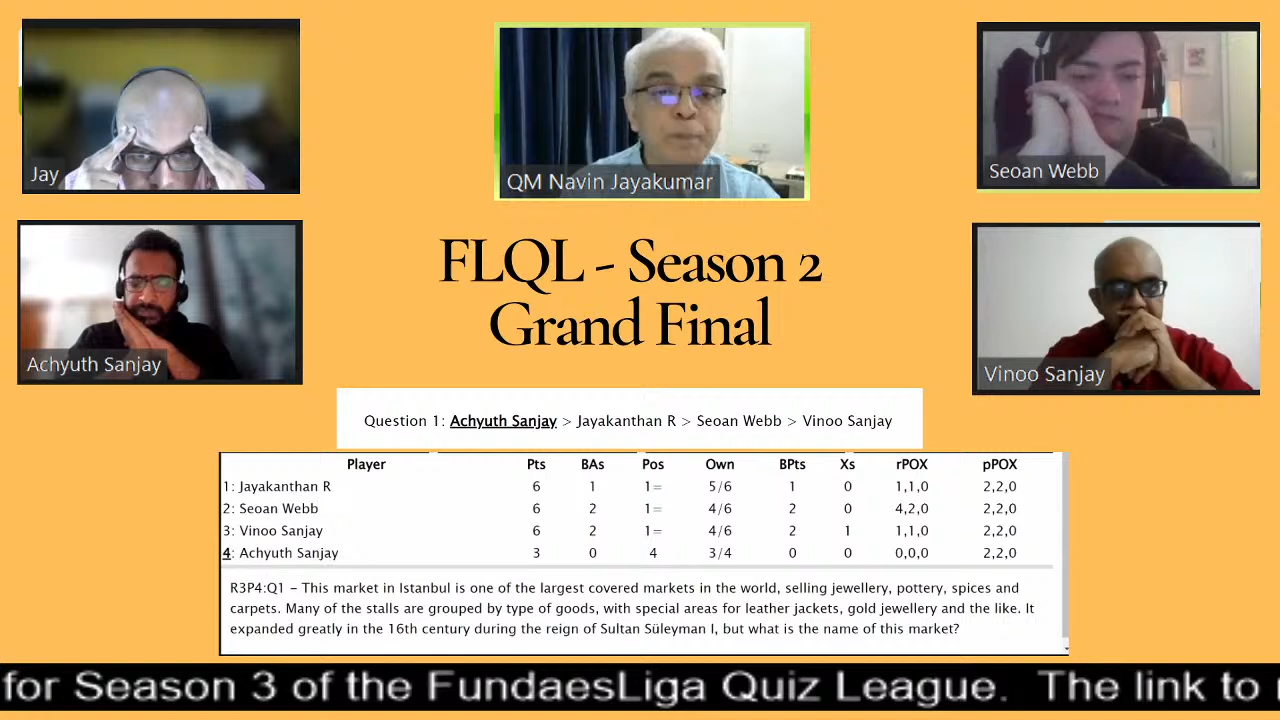 Jay
QM Navin Jayakumar
Seoan Webb
Achyuth Sanjay
Vinoo Sanjay
FLQL - Season 2
Grand Final
Question 1: Achyuth Sanjay > Jayakanthan R > Seoan Webb > Vinoo Sanjay
Player Pts BAs Pos Own BPts Xs rPOX pPOX
1: Jayakanthan R 6 1 1= 5/6 1 0 1,1,0 2,2,0
2: Seoan Webb 6 2 1= 4/6 2 0 4,2,0 2,2,0
3: Vinoo Sanjay 6 2 1= 4/6 2 1 1,1,0 2,2,0
4: Achyuth Sanjay 3 0 4 3/4 0 0 0,0,0 2,2,0
R3P4:Q1 - This market in Istanbul is one of the largest covered markets in the world, selling jewellery, pottery, spices and
carpets. Many of the stalls are grouped by type of goods, with special areas for leather jackets, gold jewellery and the like. It
expanded greatly in the 16th century during the reign of Sultan Süleyman I, but what is the name of this market?
for Season 3 of the FundaesLiga Quiz League. The link to